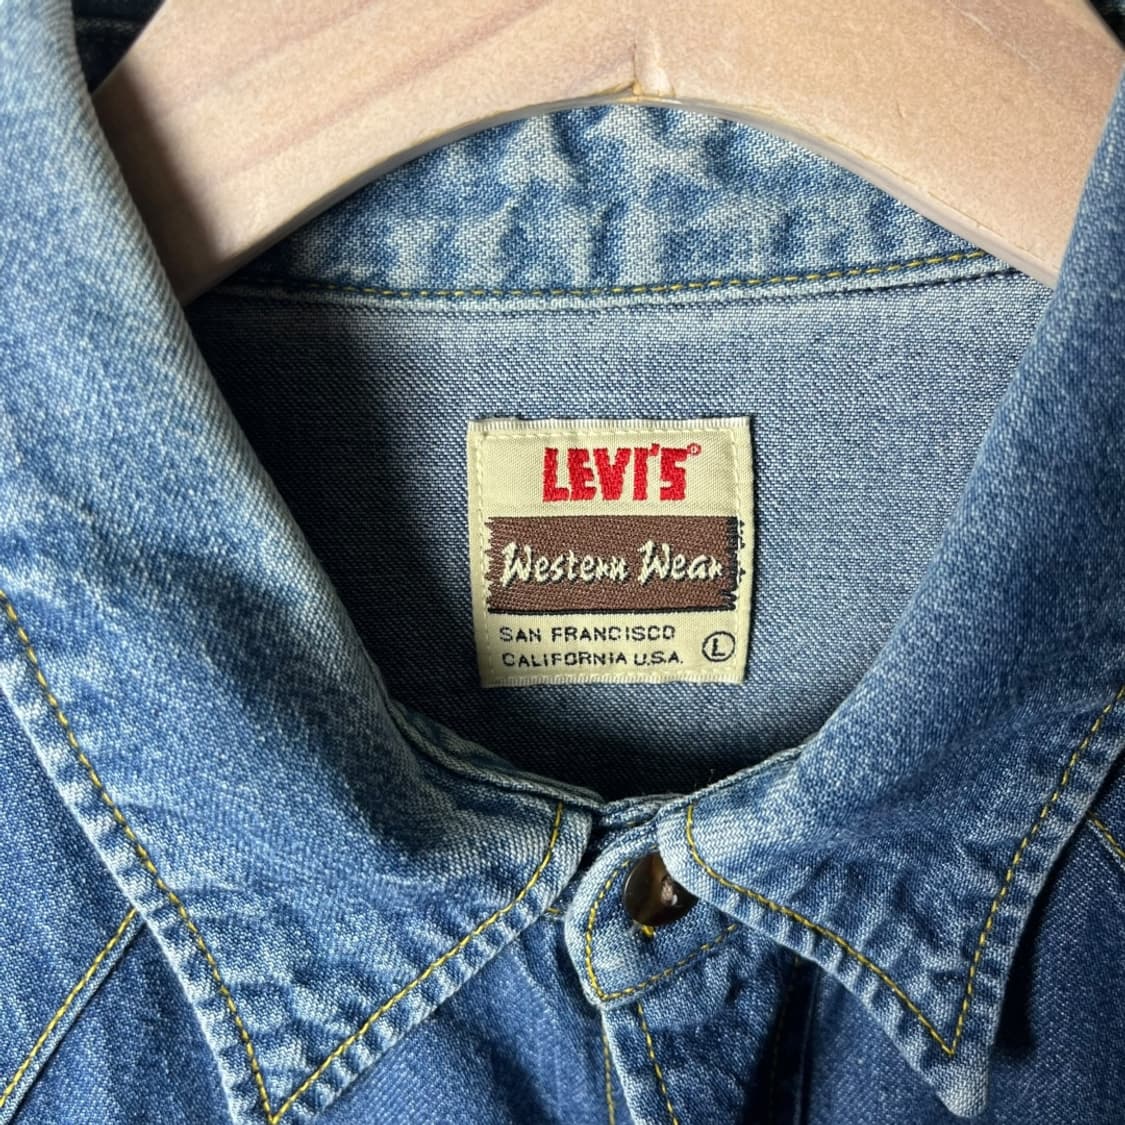 LEVI'S®
Western Wear
SAN FRANCISCO
CALIFORNIA U.S.A.
L